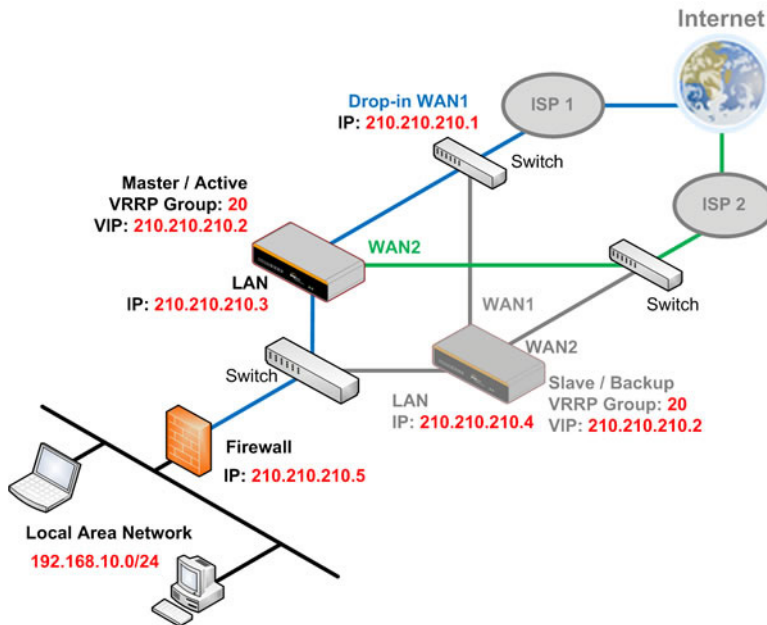 Internet
ISP 1
Drop-in WAN1
IP: 210.210.210.1
Switch
Master / Active
VRRP Group: 20
VIP: 210.210.210.2
ISP 2
WAN2
LAN
IP: 210.210.210.3
Switch
WAN1
WAN2
Switch
LAN
IP: 210.210.210.4
Slave / Backup
VRRP Group: 20
VIP: 210.210.210.2
Firewall
IP: 210.210.210.5
Local Area Network
192.168.10.0/24